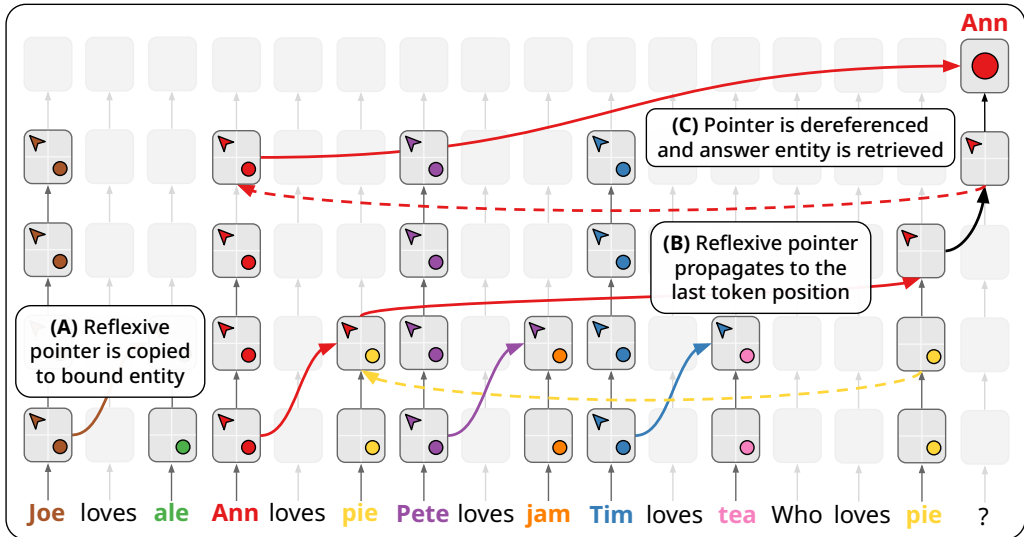 Ann
(C) Pointer is dereferenced
and answer entity is retrieved
(B) Reflexive pointer
propagates to the
last token position
(A) Reflexive
pointer is copied
to bound entity
Joe loves ale Ann loves pie Pete loves jam Tim loves tea Who loves pie ?